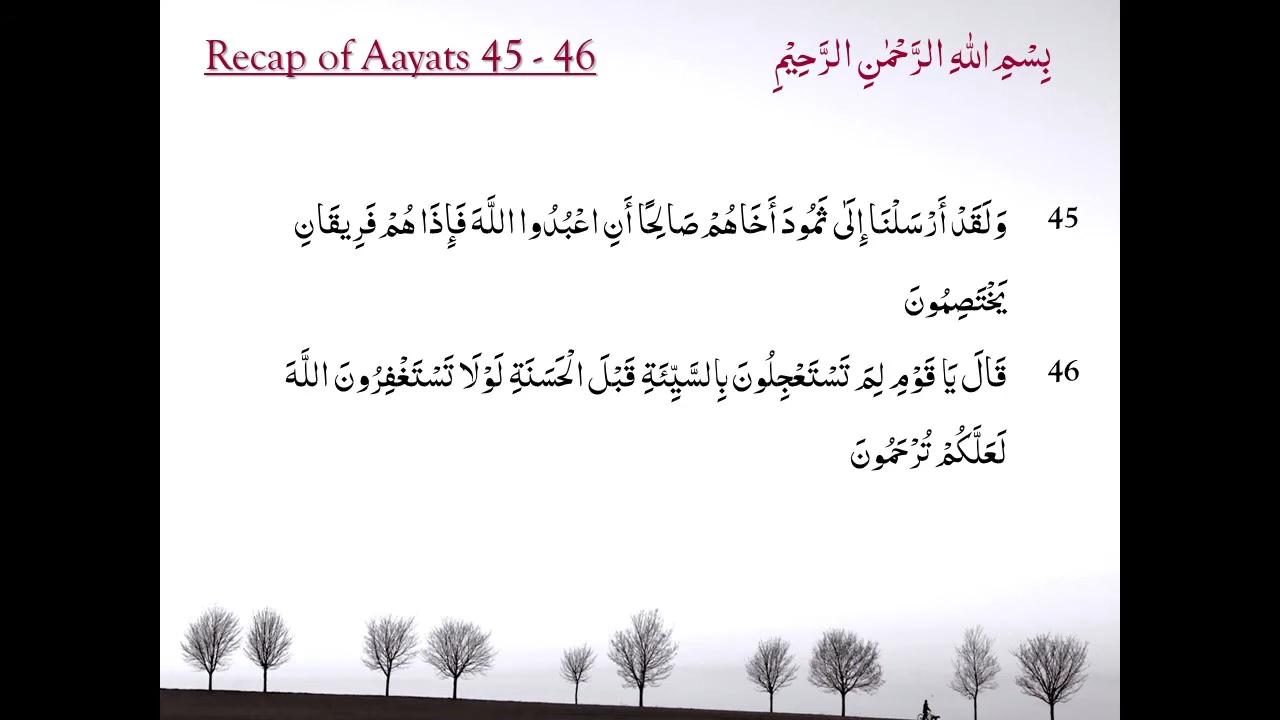 Recap of Aayats 45 - 46
بِسْمِ اللهِ الرَّحْمٰنِ الرَّحِيْمِ
45 وَلَقَدْ أَرْسَلْنَا إِلَىٰ ثَمُودَ أَخَاهُمْ صَالِحًا أَنِ اعْبُدُوا اللَّهَ فَإِذَا هُمْ فَرِيقَانِ
يَخْتَصِمُونَ
46 قَالَ يَا قَوْمِ لِمَ تَسْتَعْجِلُونَ بِالسَّيِّئَةِ قَبْلَ الْحَسَنَةِ لَوْلَا تَسْتَغْفِرُونَ اللَّهَ
لَعَلَّكُمْ تُرْحَمُونَ